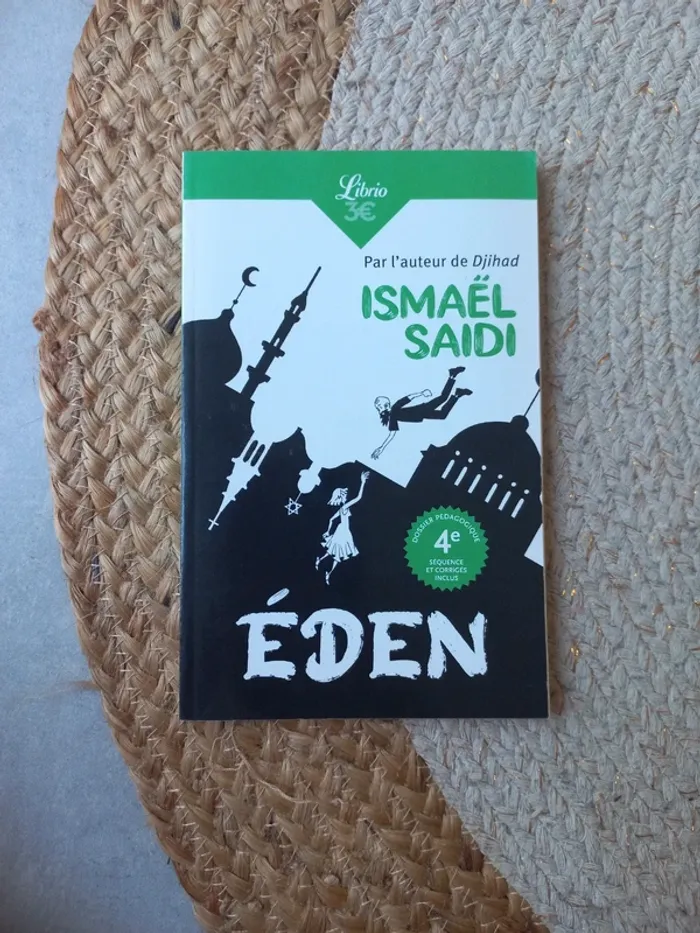 Librio
3€
Par l'auteur de Djihad
ISMAËL
SAIDI
DOSSIER PÉDAGOGIQUE
4e
SÉQUENCE
ET CORRIGÉS
INCLUS
ÉDEN